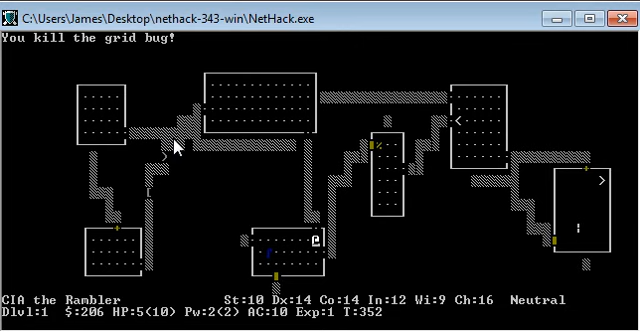 C:\Users\James\Desktop\nethack-343-win\NetHack.exe
You kill the grid bug!
CIA the Rambler St:10 Dx:14 Co:14 In:12 Wi:9 Ch:16 Neutral
Dlvl:1 $:206 HP:5(10) Pw:2(2) AC:10 Exp:1 T:352